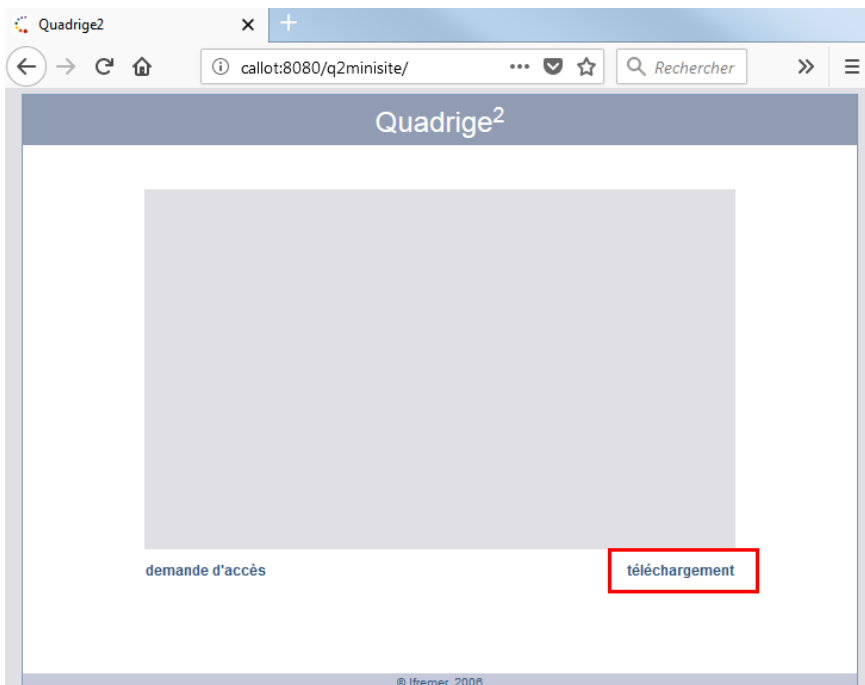 Quadrige2
callot:8080/q2minisite/
Rechercher
Quadrige²
demande d'accès
téléchargement
© Ifremer, 2006